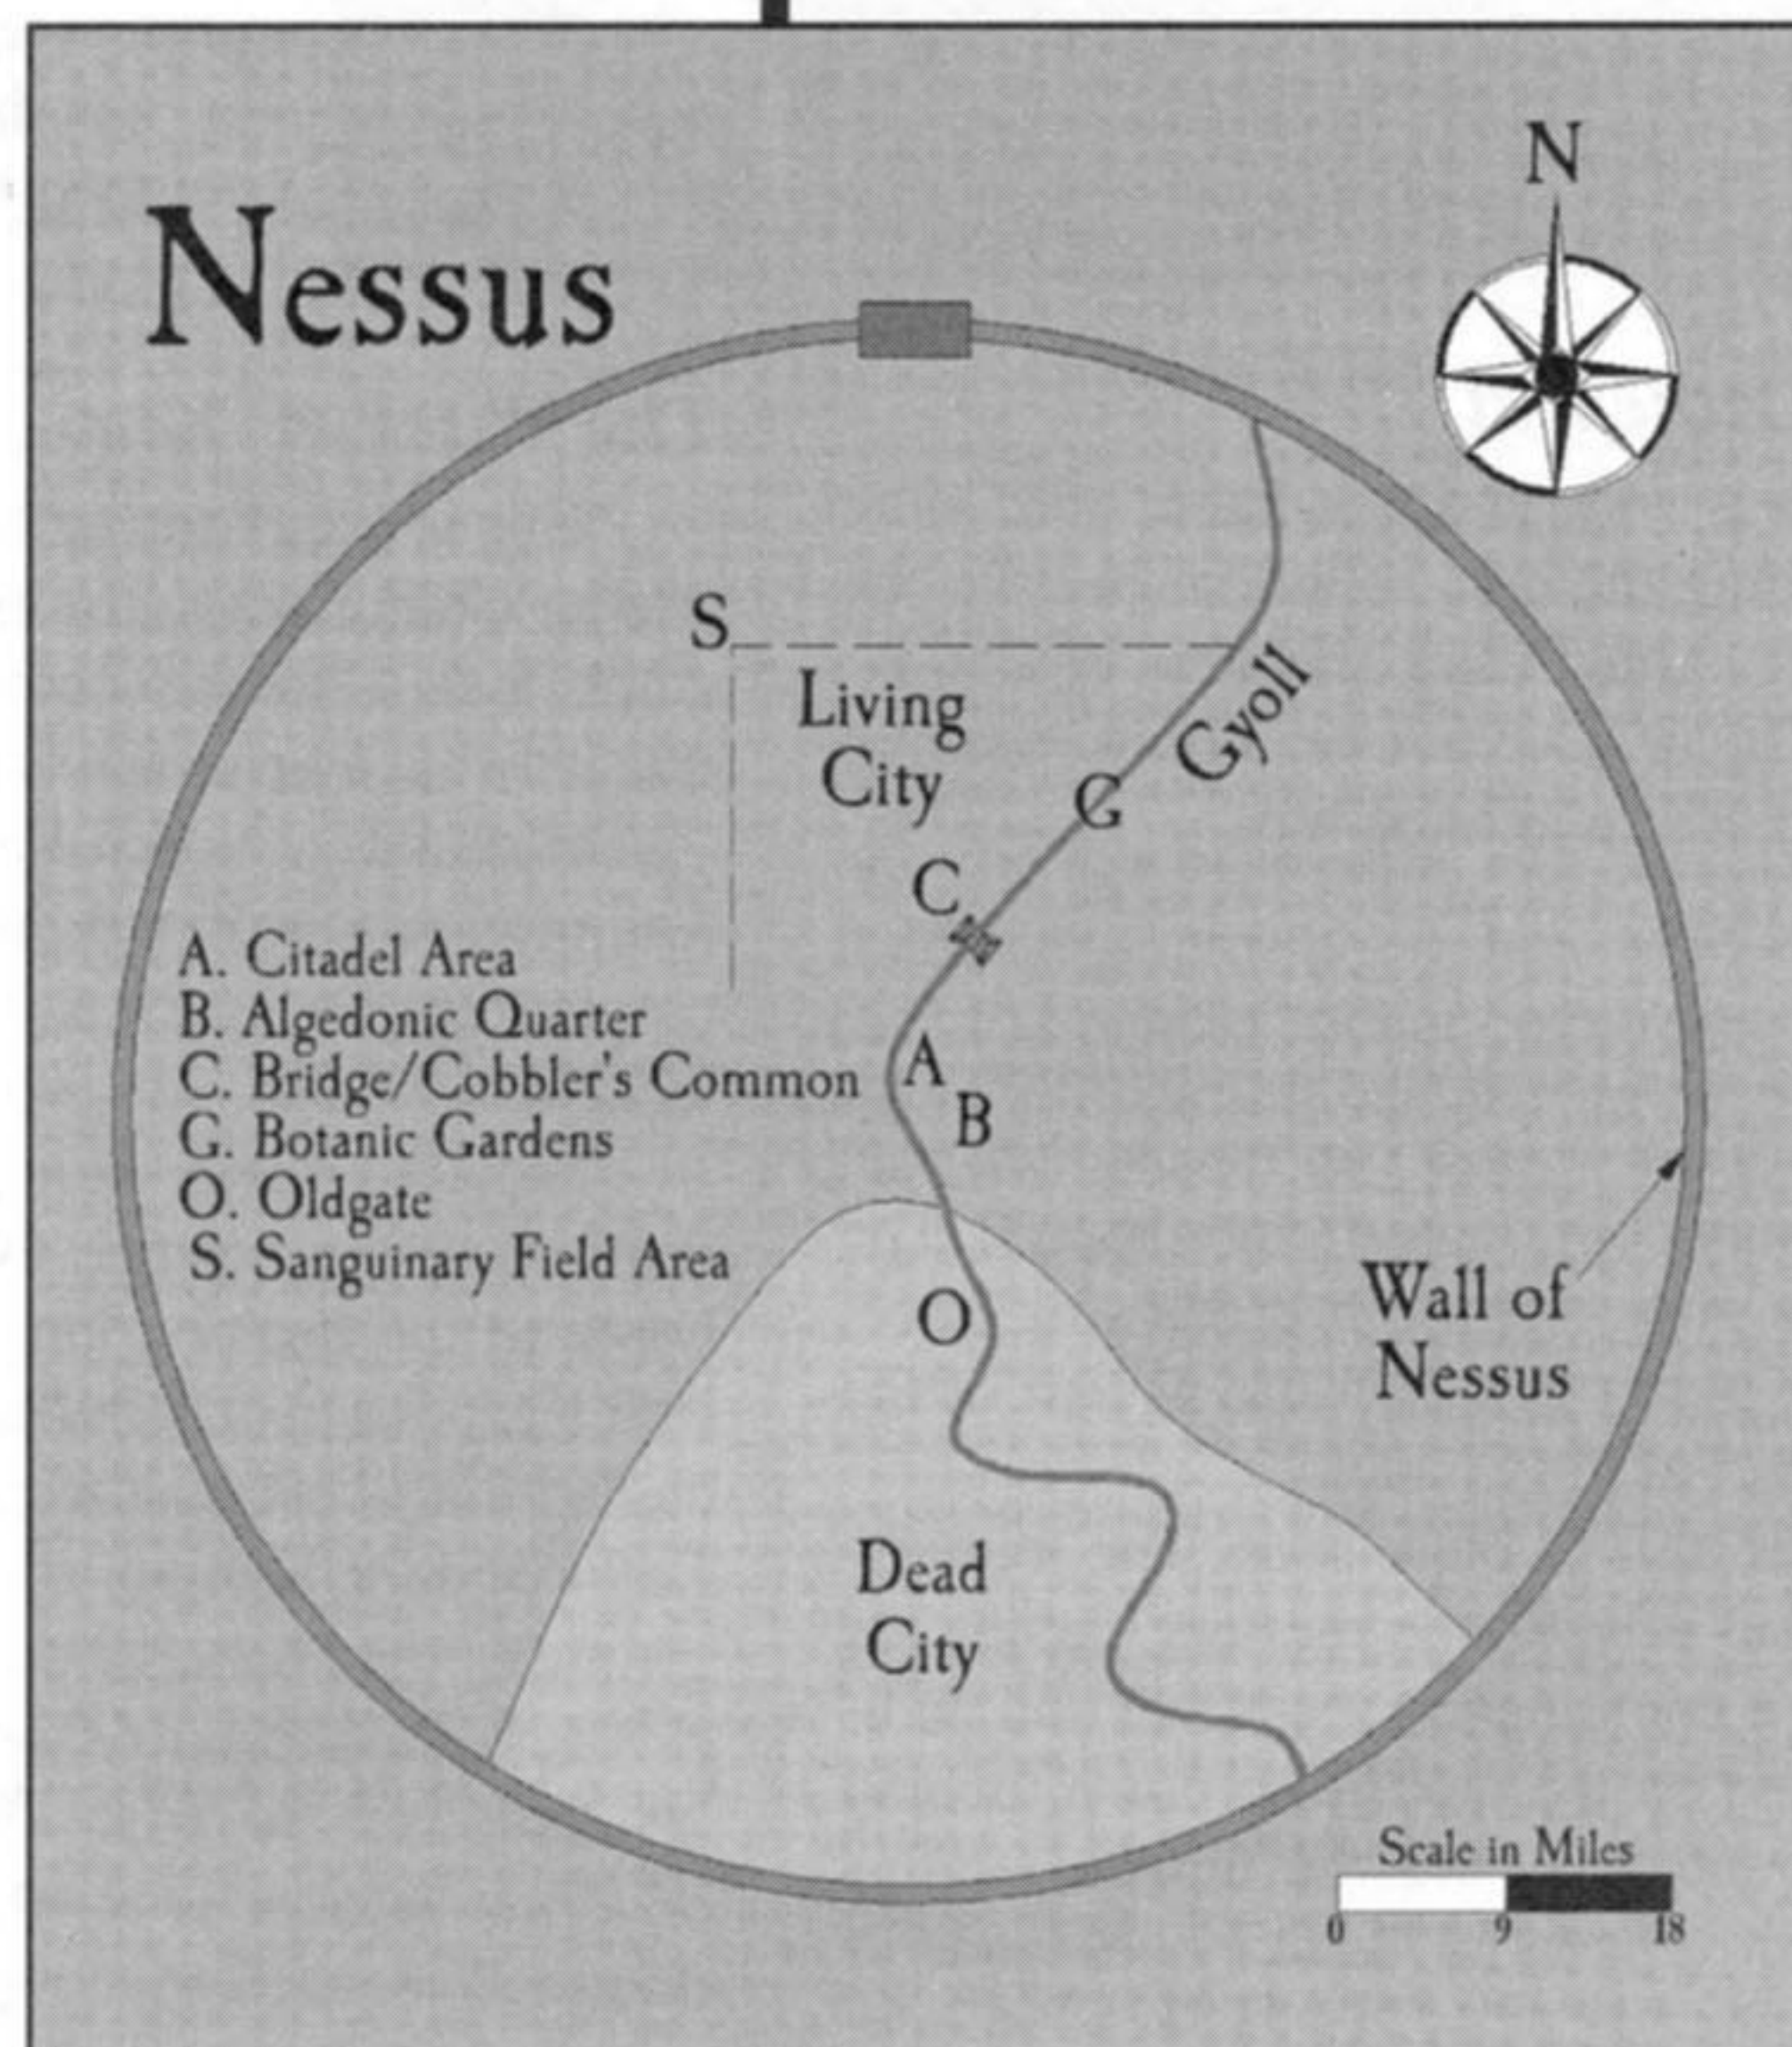 N
Nessus
S
Living
City
Gyoll
G
C
A. Citadel Area
B. Algedonic Quarter
C. Bridge/Cobbler's Common
G. Botanic Gardens
O. Oldgate
S. Sanguinary Field Area
A
B
O
Wall of
Nessus
Dead
City
Scale in Miles
0 9 18